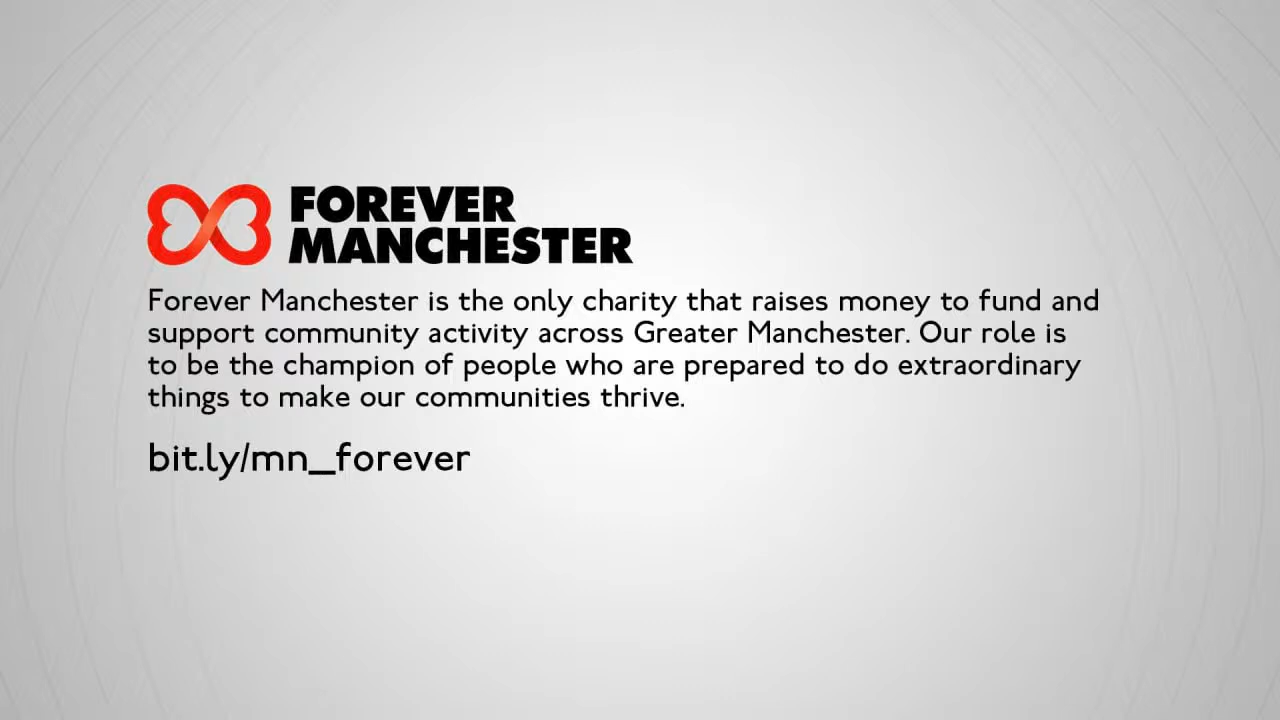 FOREVER
MANCHESTER
Forever Manchester is the only charity that raises money to fund and
support community activity across Greater Manchester. Our role is
to be the champion of people who are prepared to do extraordinary
things to make our communities thrive.
bit.ly/mn_forever